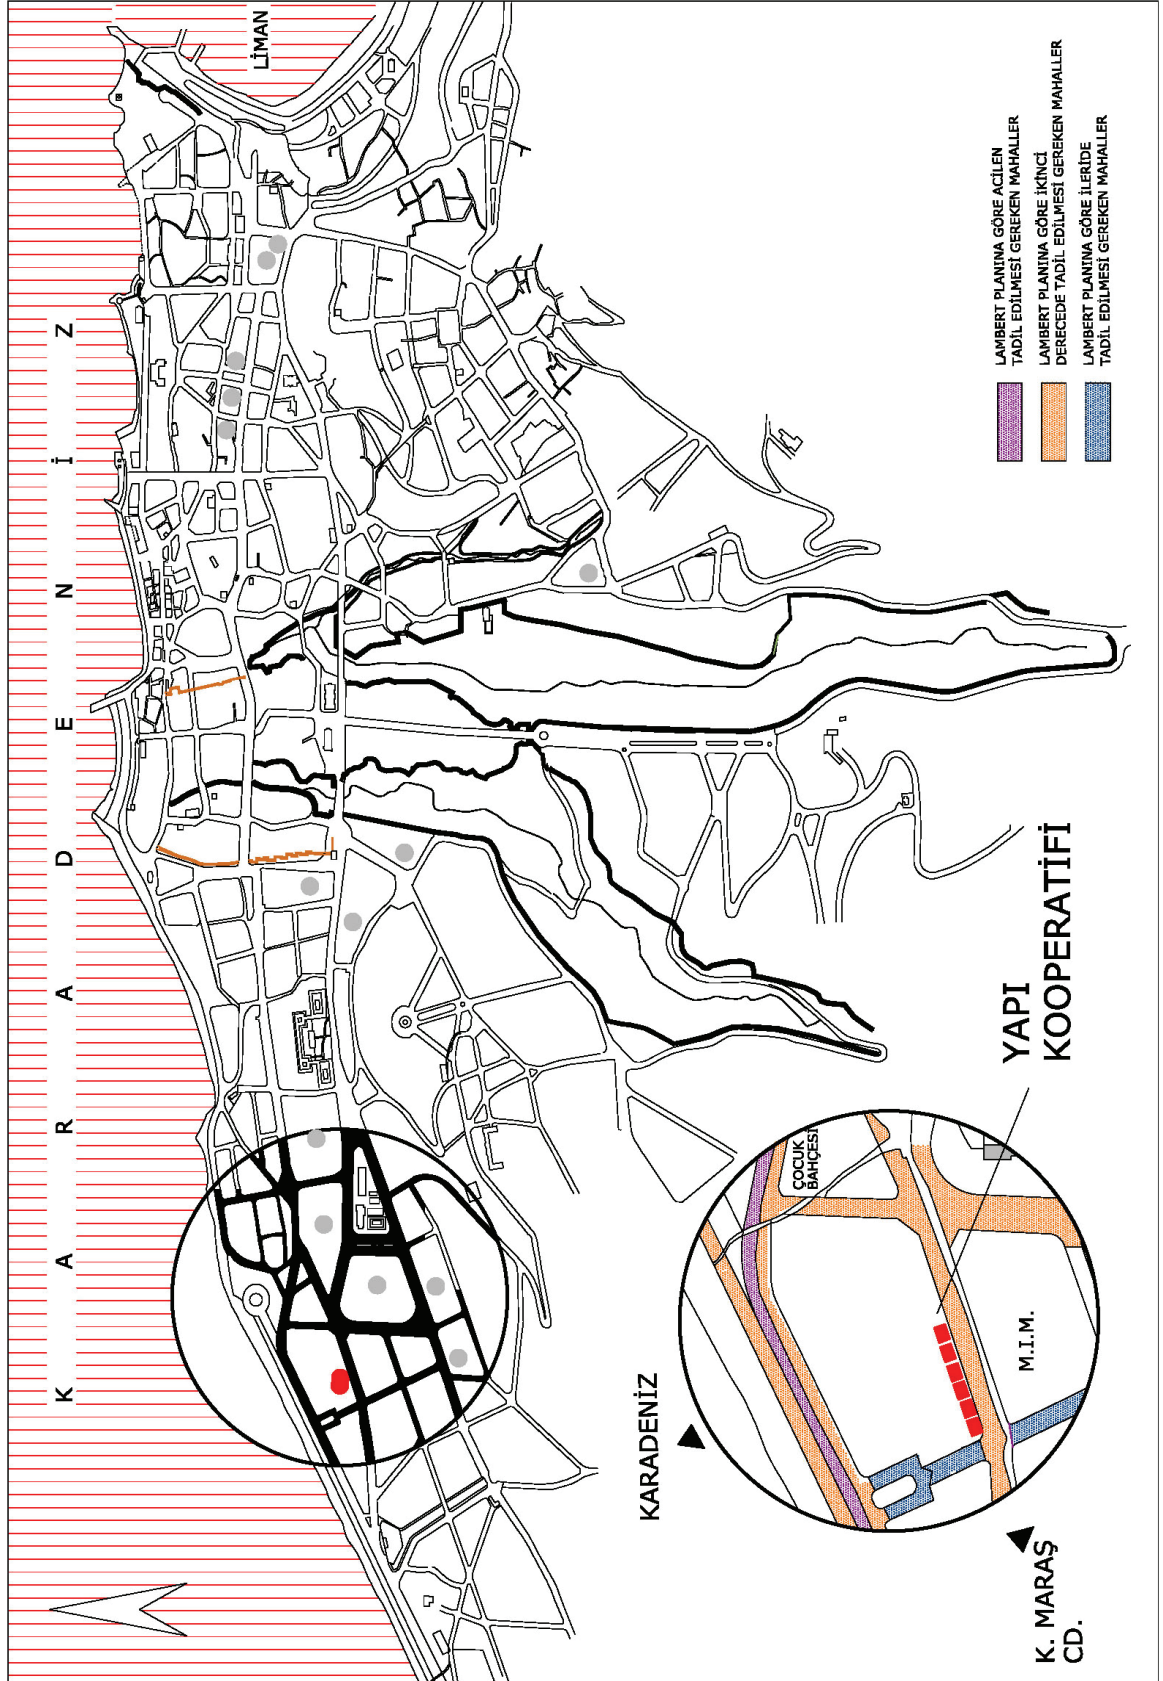 K A R A D E N İ Z
LİMAN
LAMBERT PLANINA GÖRE ACİLEN
TADİL EDİLMESİ GEREKEN MAHALLER
LAMBERT PLANINA GÖRE İKİNCİ
DERECEDE TADİL EDİLMESİ GEREKEN MAHALLER
LAMBERT PLANINA GÖRE İLERİDE
TADİL EDİLMESİ GEREKEN MAHALLER
YAPI
KOOPERATİFİ
ÇOCUK
BAHÇESİ
M.I.M.
KARADENİZ
K. MARAŞ
CD.